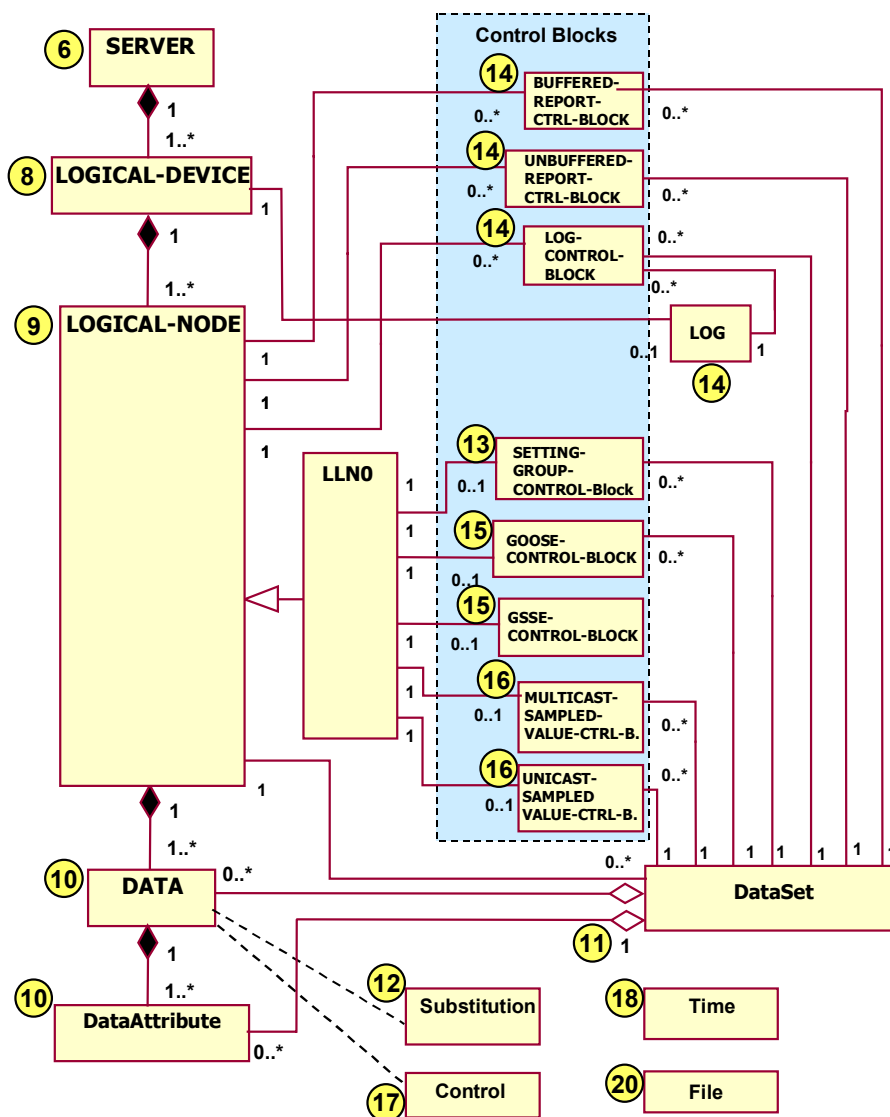 Control Blocks
6
SERVER
1
1..*
8
LOGICAL-DEVICE
1
1
1..*
9
LOGICAL-NODE
1
1
1
14
BUFFERED-
REPORT-
CTRL-BLOCK
0..*
0..*
14
UNBUFFERED-
REPORT-
CTRL-BLOCK
0..*
0..*
14
LOG-
CONTROL-
BLOCK
0..*
0..*
0..*
LOG
0..1
1
14
LLN0
1
1
1
1
1
1
13
SETTING-
GROUP-
CONTROL-Block
0..1
0..*
15
GOOSE-
CONTROL-BLOCK
0..1
0..*
15
GSSE-
CONTROL-BLOCK
0..1
16
MULTICAST-
SAMPLED-
VALUE-CTRL-B.
0..1
0..*
16
UNICAST-
SAMPLED
VALUE-CTRL-B.
0..1
0..*
1
1
1..*
0..*
0..*
1
1
1
1
1
1
1
10
DATA
DataSet
11
1
1
1..*
10
DataAttribute
0..*
12
Substitution
18
Time
17
Control
20
File